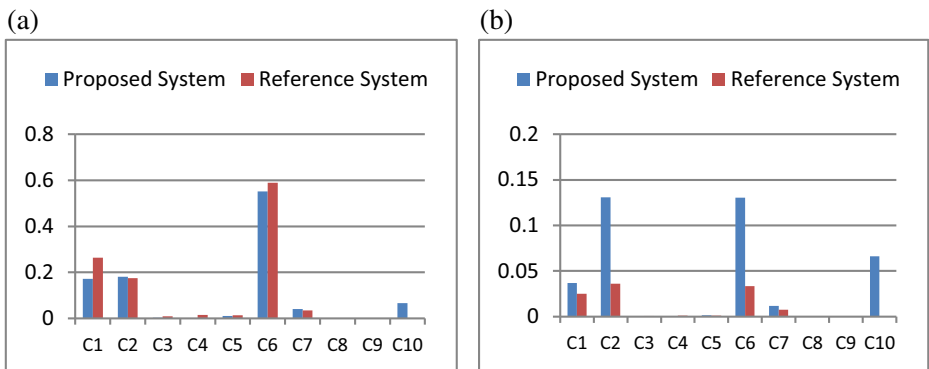 (a)
Proposed System Reference System
0.8
0.6
0.4
0.2
0
C1 C2 C3 C4 C5 C6 C7 C8 C9 C10
(b)
Proposed System Reference System
0.2
0.15
0.1
0.05
0
C1 C2 C3 C4 C5 C6 C7 C8 C9 C10